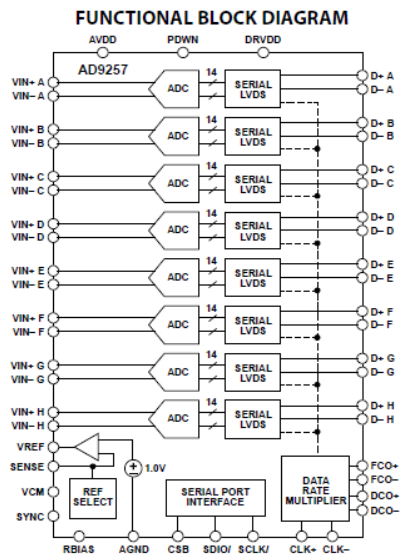 FUNCTIONAL BLOCK DIAGRAM
AVDD PDWN DRVDD
AD9257
VIN+ A ADC 14 SERIAL LVDS D+ A
VIN− A D− A
VIN+ B ADC 14 SERIAL LVDS D+ B
VIN− B D− B
VIN+ C ADC 14 SERIAL LVDS D+ C
VIN− C D− C
VIN+ D ADC 14 SERIAL LVDS D+ D
VIN− D D− D
VIN+ E ADC 14 SERIAL LVDS D+ E
VIN− E D− E
VIN+ F ADC 14 SERIAL LVDS D+ F
VIN− F D− F
VIN+ G ADC 14 SERIAL LVDS D+ G
VIN− G D− G
VIN+ H ADC 14 SERIAL LVDS D+ H
VIN− H D− H
VREF
SENSE
1.0V
VCM
SYNC
REF
SELECT
SERIAL PORT
INTERFACE
DATA
RATE
MULTIPLIER
FCO+
FCO−
DCO+
DCO−
RBIAS AGND CSB SDIO/ SCLK/ CLK+ CLK−